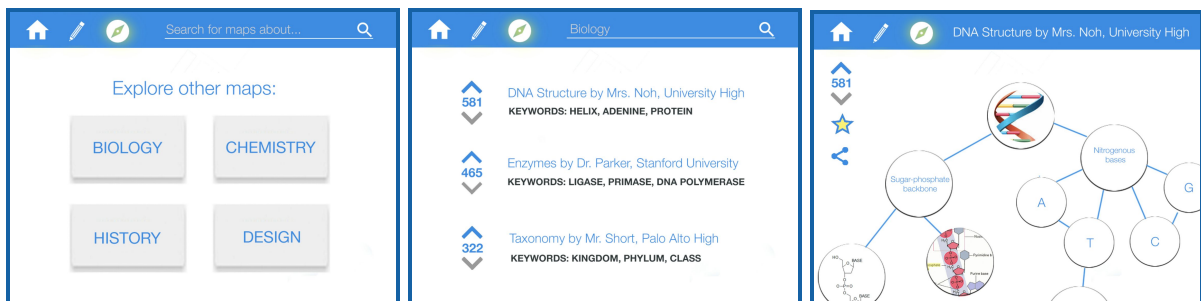 Search for maps about...
Explore other maps:
BIOLOGY
CHEMISTRY
HISTORY
DESIGN
Biology
581
DNA Structure by Mrs. Noh, University High
KEYWORDS: HELIX, ADENINE, PROTEIN
465
Enzymes by Dr. Parker, Stanford University
KEYWORDS: LIGASE, PRIMASE, DNA POLYMERASE
322
Taxonomy by Mr. Short, Palo Alto High
KEYWORDS: KINGDOM, PHYLUM, CLASS
DNA Structure by Mrs. Noh, University High
581
Nitrogenous
bases
Sugar-phosphate
backbone
A
T
C
G
BASE
BASE